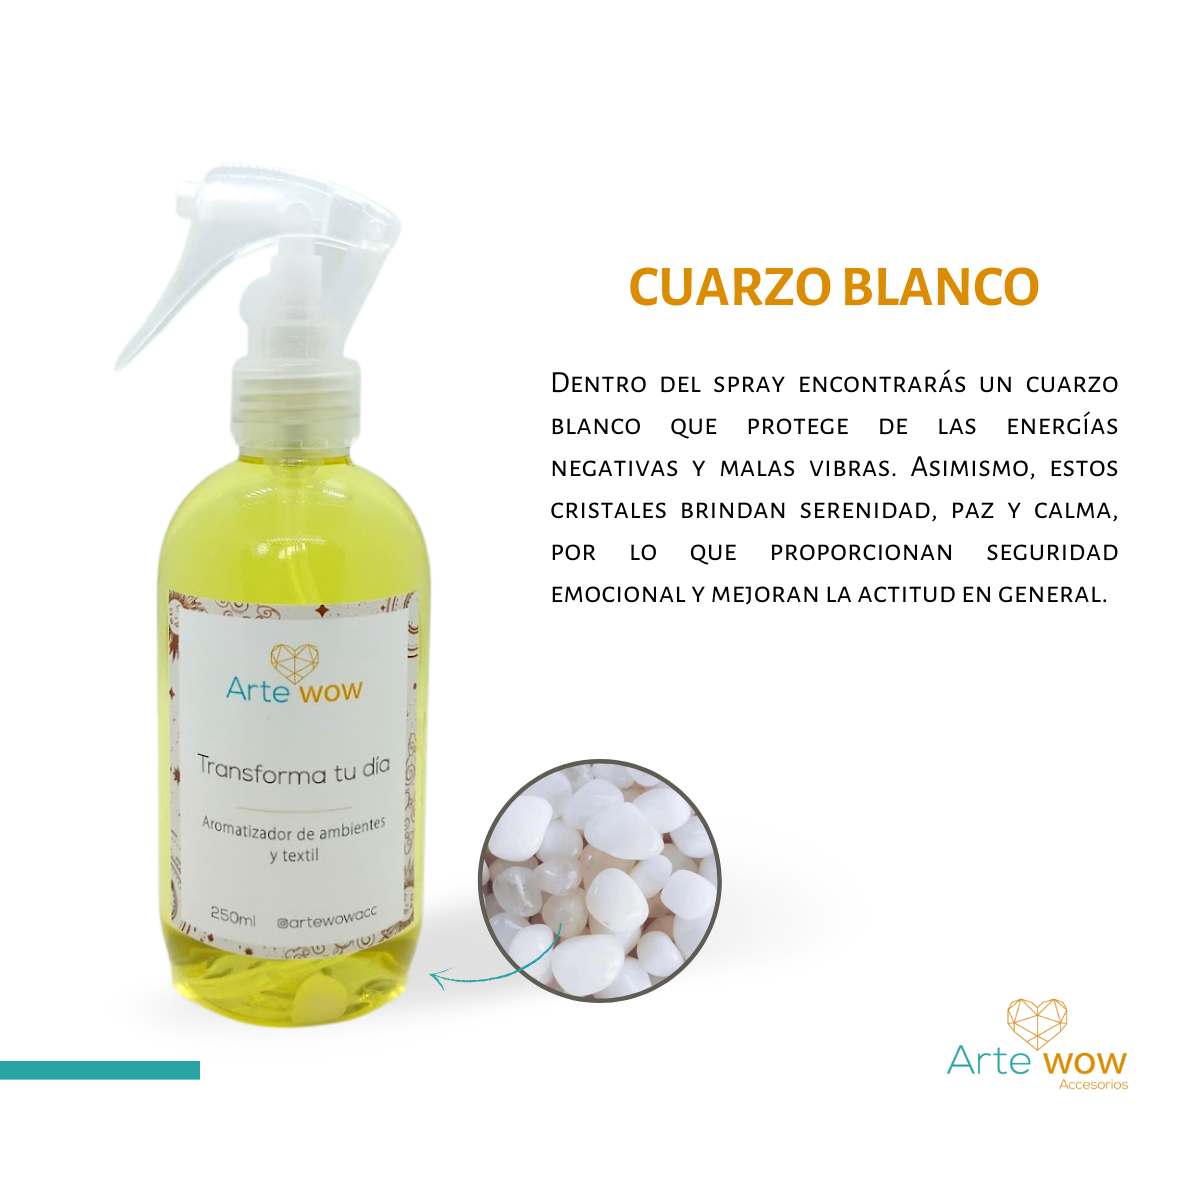 CUARZO BLANCO
Dentro del spray encontrarás un cuarzo
blanco que protege de las energías
negativas y malas vibras. Asimismo, estos
cristales brindan serenidad, paz y calma,
por lo que proporcionan seguridad
emocional y mejoran la actitud en general.
Arte wow
Transforma tu día
Aromatizador de ambientes
y textil
250ml @artewowacc
Arte wow
Accesorios